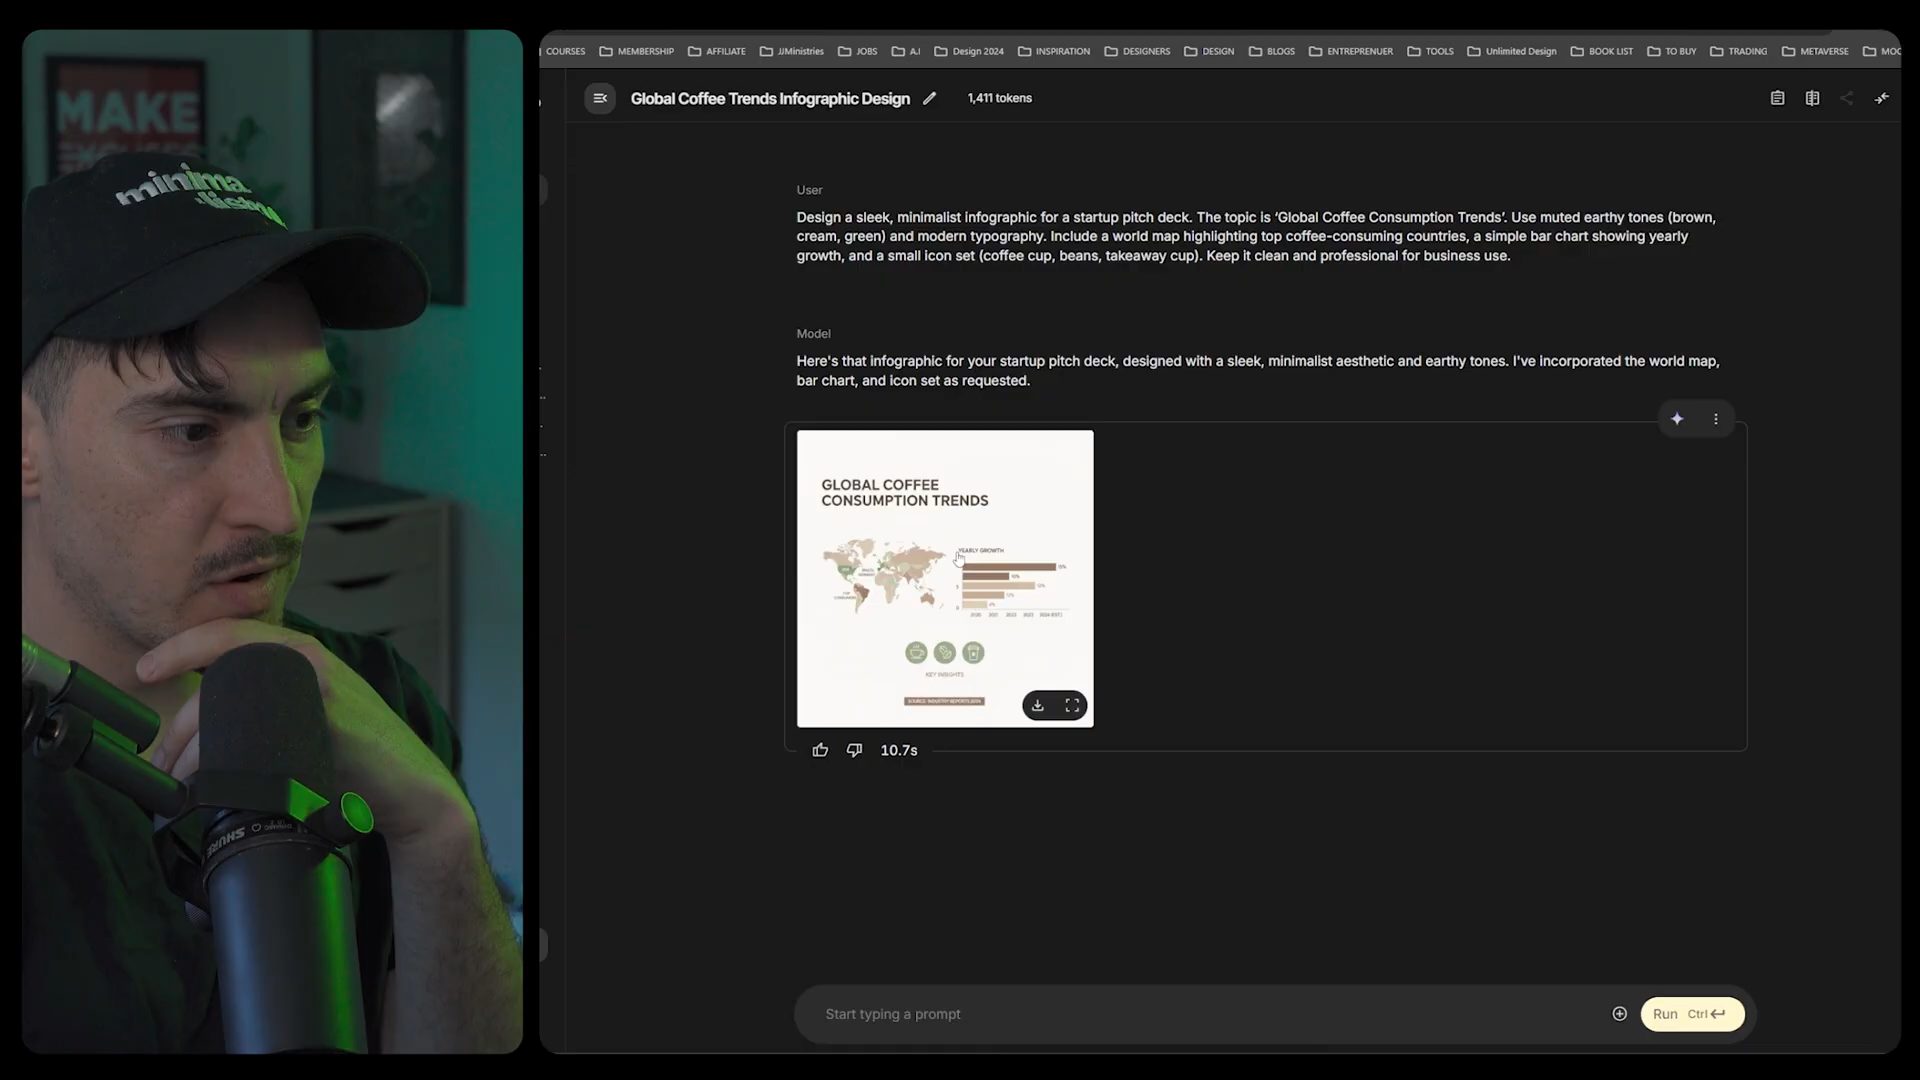 MAKE
minima
.lismo
SHURE
COURSES MEMBERSHIP AFFILIATE JJMinistries JOBS A.I Design 2024 INSPIRATION DESIGNERS DESIGN BLOGS ENTREPRENUER TOOLS Unlimited Design BOOK LIST TO BUY TRADING METAVERSE MOC
Global Coffee Trends Infographic Design 1,411 tokens
User
Design a sleek, minimalist infographic for a startup pitch deck. The topic is ‘Global Coffee Consumption Trends’. Use muted earthy tones (brown,
cream, green) and modern typography. Include a world map highlighting top coffee-consuming countries, a simple bar chart showing yearly
growth, and a small icon set (coffee cup, beans, takeaway cup). Keep it clean and professional for business use.
Model
Here's that infographic for your startup pitch deck, designed with a sleek, minimalist aesthetic and earthy tones. I've incorporated the world map,
bar chart, and icon set as requested.
GLOBAL COFFEE
CONSUMPTION TRENDS
YEARLY GROWTH
KEY INSIGHTS
10.7s
Start typing a prompt
Run Ctrl